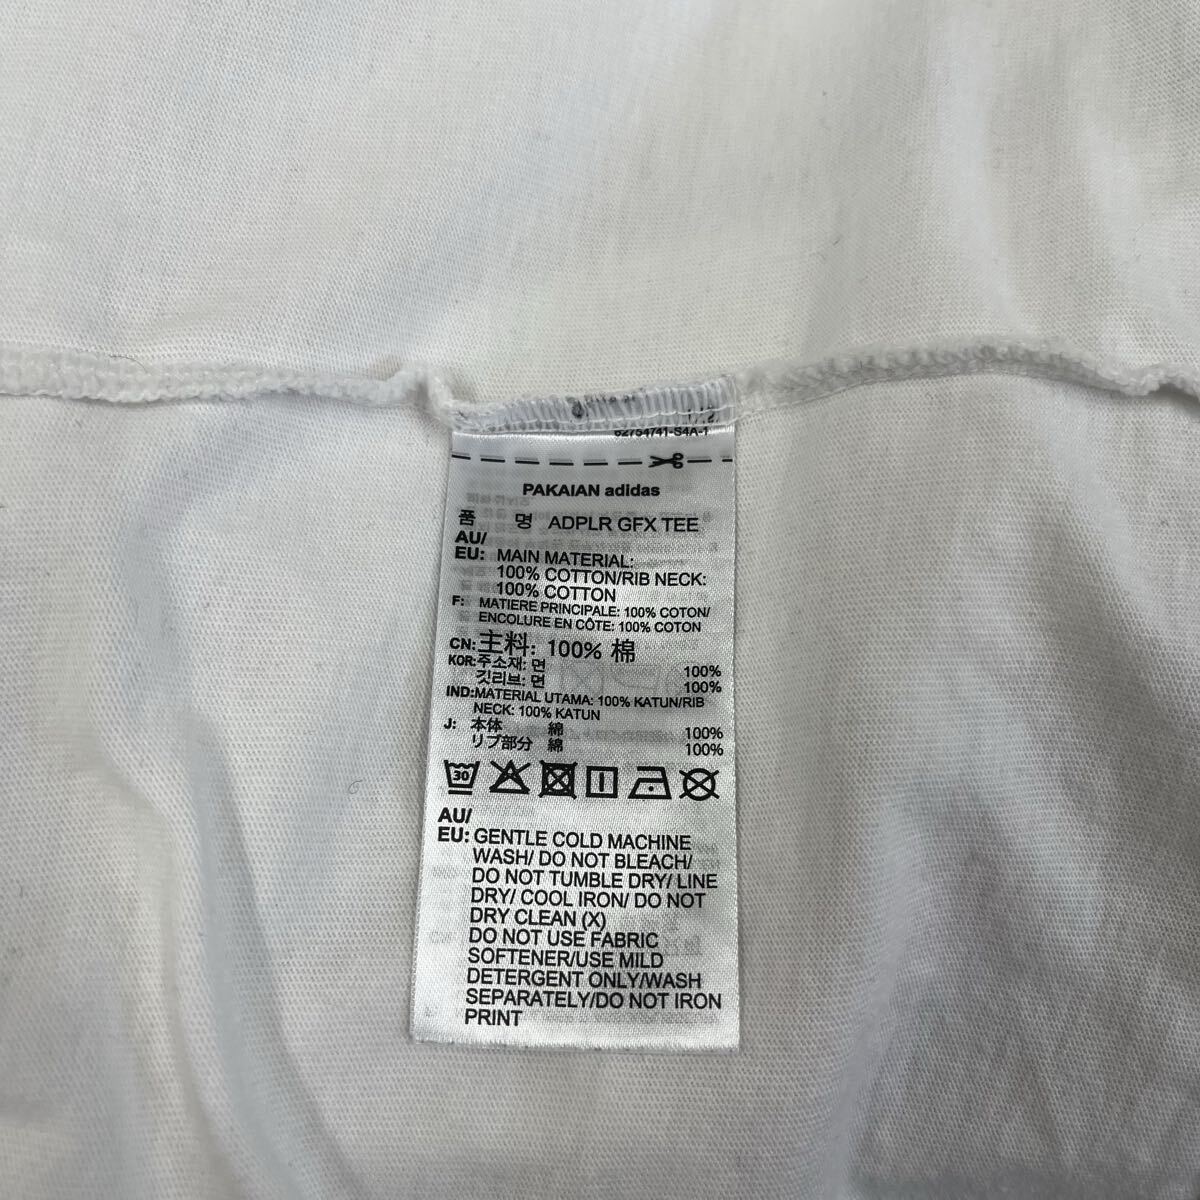 62754741-S4A-1
PAKAIAN adidas
품 명 ADPLR GFX TEE
AU/
EU: MAIN MATERIAL:
100% COTTON/RIB NECK:
100% COTTON
F: MATIERE PRINCIPALE: 100% COTON/
ENCOLURE EN CÔTE: 100% COTON
CN: 主料: 100% 棉
KOR: 주소재: 면 100%
깃리브: 면 100%
IND: MATERIAL UTAMA: 100% KATUN/RIB
NECK: 100% KATUN
J: 本体 綿 100%
リブ部分 綿 100%
30
AU/
EU: GENTLE COLD MACHINE
WASH/ DO NOT BLEACH/
DO NOT TUMBLE DRY/ LINE
DRY/ COOL IRON/ DO NOT
DRY CLEAN (X)
DO NOT USE FABRIC
SOFTENER/USE MILD
DETERGENT ONLY/WASH
SEPARATELY/DO NOT IRON
PRINT